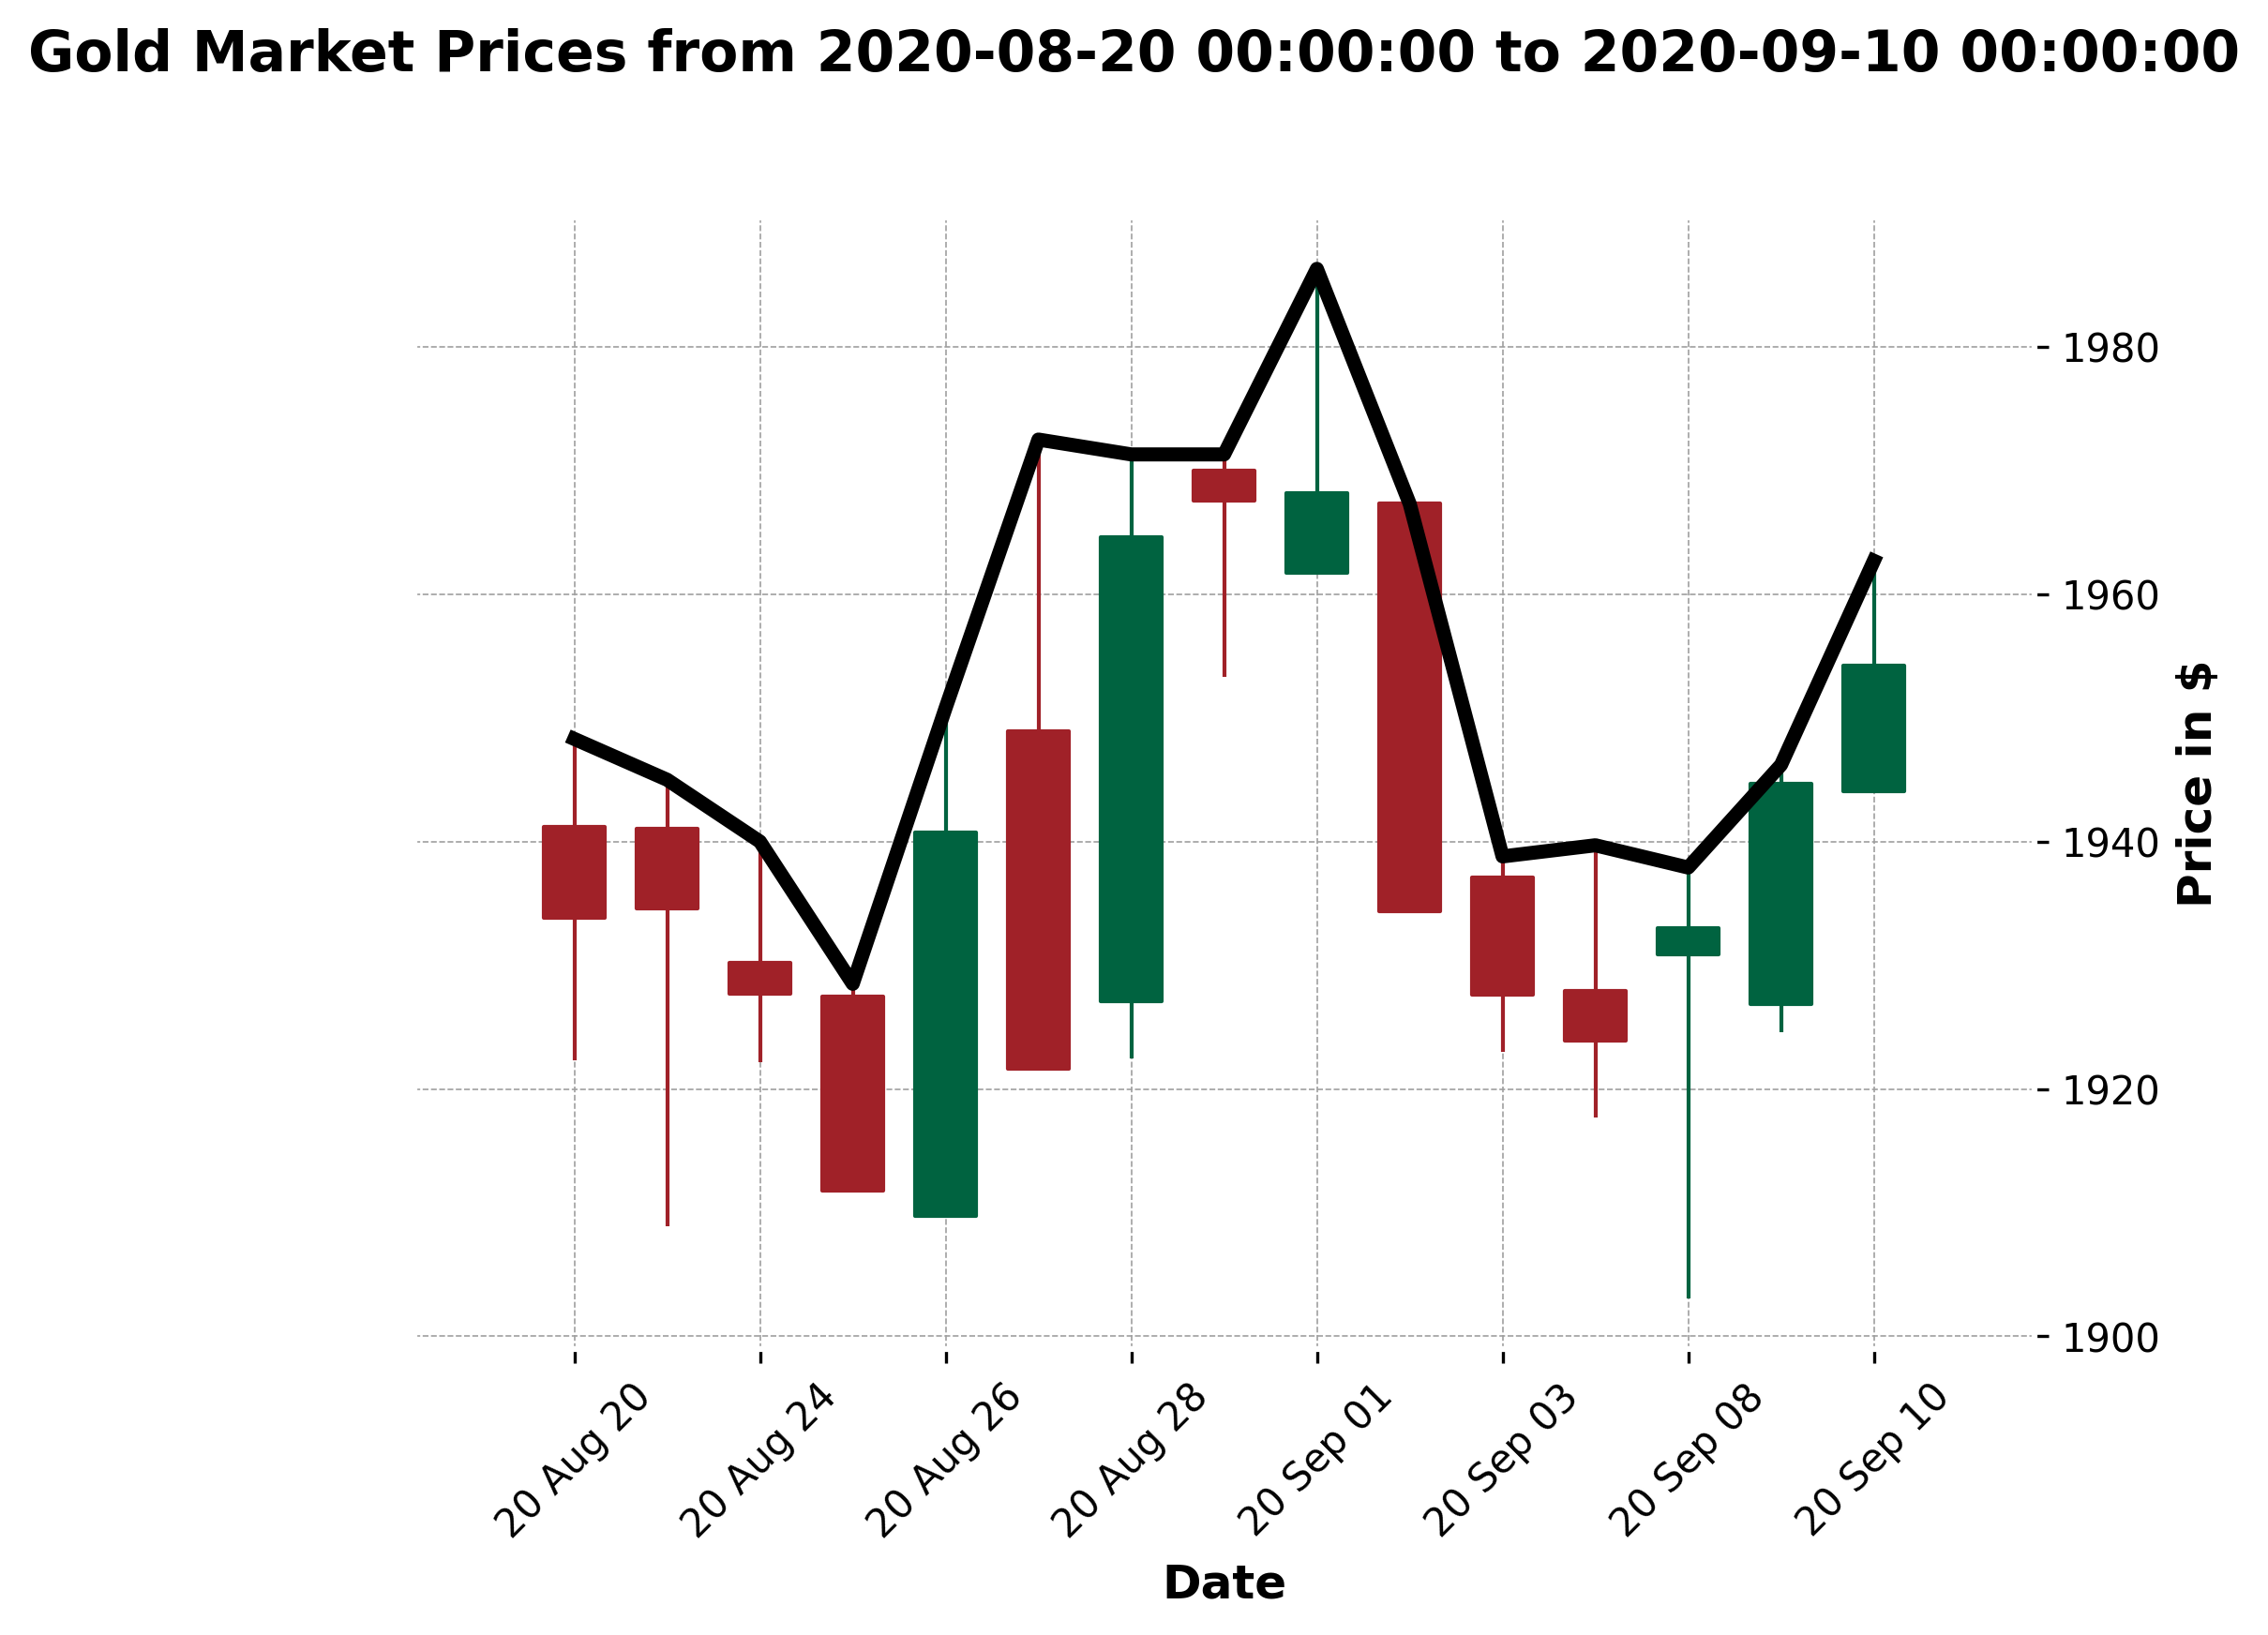 Gold Market Prices from 2020-08-20 00:00:00 to 2020-09-10 00:00:00
1980
1960
1940
1920
1900
Price in $
20 Aug 20
20 Aug 24
20 Aug 26
20 Aug 28
20 Sep 01
20 Sep 03
20 Sep 08
20 Sep 10
Date